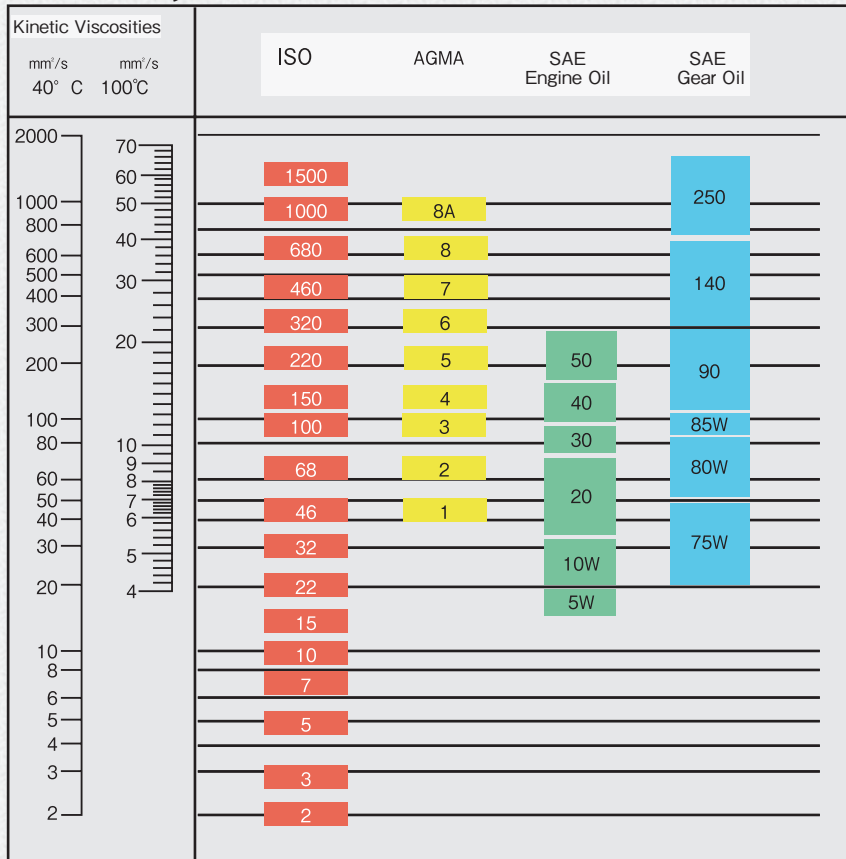 Kinetic Viscosities
mm²/s mm²/s
40° C 100℃
ISO AGMA SAE SAE
Engine Oil Gear Oil
2000
70
60
1500
1000 50 1000 8A 250
800
40 680 8
600
500
30 460 7 140
400
300 320 6
20
200 220 5 50 90
150 4 40
100 100 3 85W
80 10 30
9 68 2 80W
60 8
50 7 46 1 20
40 6
30 5 32 75W
10W
20 4 22
5W
15
10 10
8
7
6
5 5
4
3 3
2 2